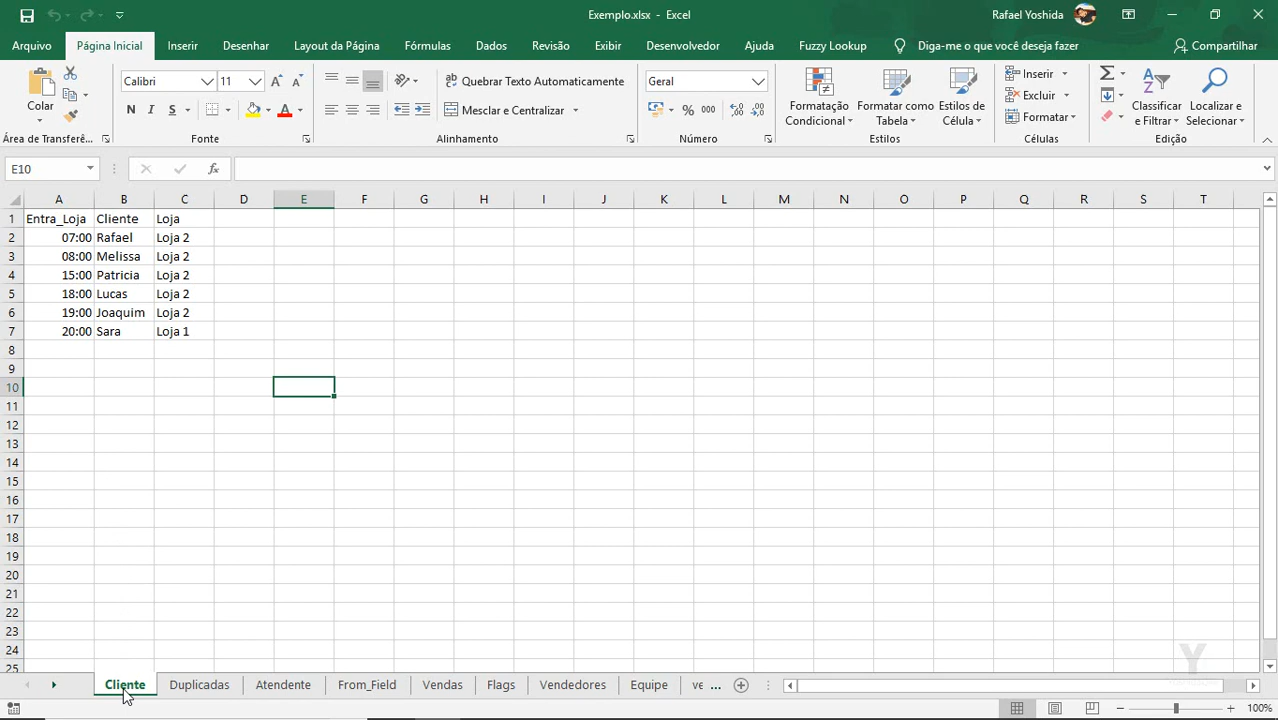 Exemplo.xlsx - Excel
Rafael Yoshida
Arquivo Página Inicial Inserir Desenhar Layout da Página Fórmulas Dados Revisão Exibir Desenvolvedor Ajuda Fuzzy Lookup Diga-me o que você deseja fazer Compartilhar
Colar
Calibri 11
N I S
Quebrar Texto Automaticamente
Mesclar e Centralizar
Geral
% 000
Formatação Condicional
Formatar como Tabela
Estilos de Célula
Inserir
Excluir
Formatar
Classificar e Filtrar
Localizar e Selecionar
Área de Transferê... Fonte Alinhamento Número Estilos Células Edição
E10 fx
A B C D E F G H I J K L M N O P Q R S T
1 Entra_Loja Cliente Loja
2 07:00 Rafael Loja 2
3 08:00 Melissa Loja 2
4 15:00 Patricia Loja 2
5 18:00 Lucas Loja 2
6 19:00 Joaquim Loja 2
7 20:00 Sara Loja 1
8
9
10
11
12
13
14
15
16
17
18
19
20
21
22
23
24
25
Cliente Duplicadas Atendente From_Field Vendas Flags Vendedores Equipe ve ...
100%